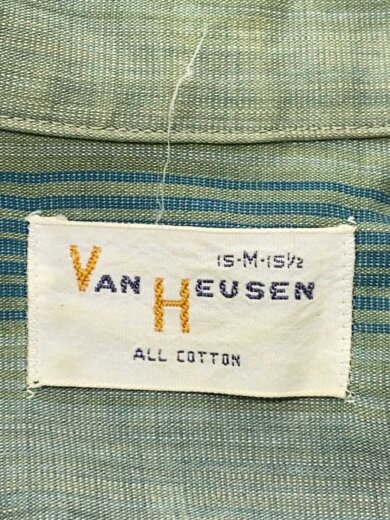 15-M-15½
VAN HEUSEN
ALL COTTON